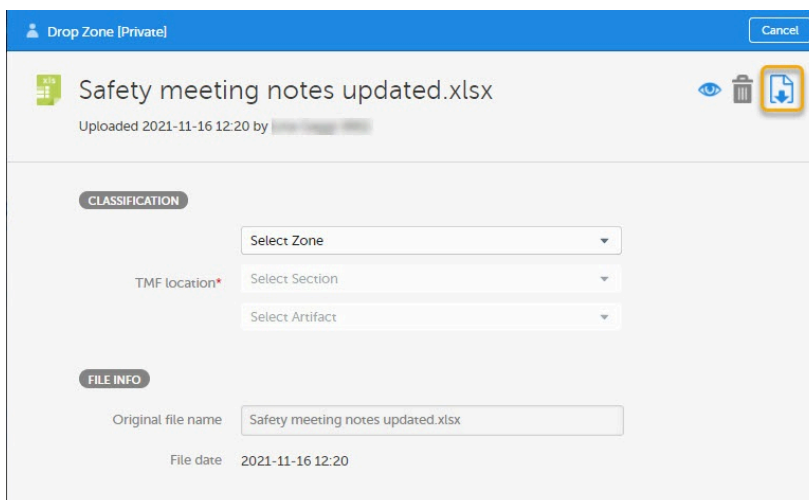 Drop Zone [Private]
Cancel
xls
Safety meeting notes updated.xlsx
Uploaded 2021-11-16 12:20 by
CLASSIFICATION
Select Zone
TMF location*
Select Section
Select Artifact
FILE INFO
Original file name
Safety meeting notes updated.xlsx
File date
2021-11-16 12:20